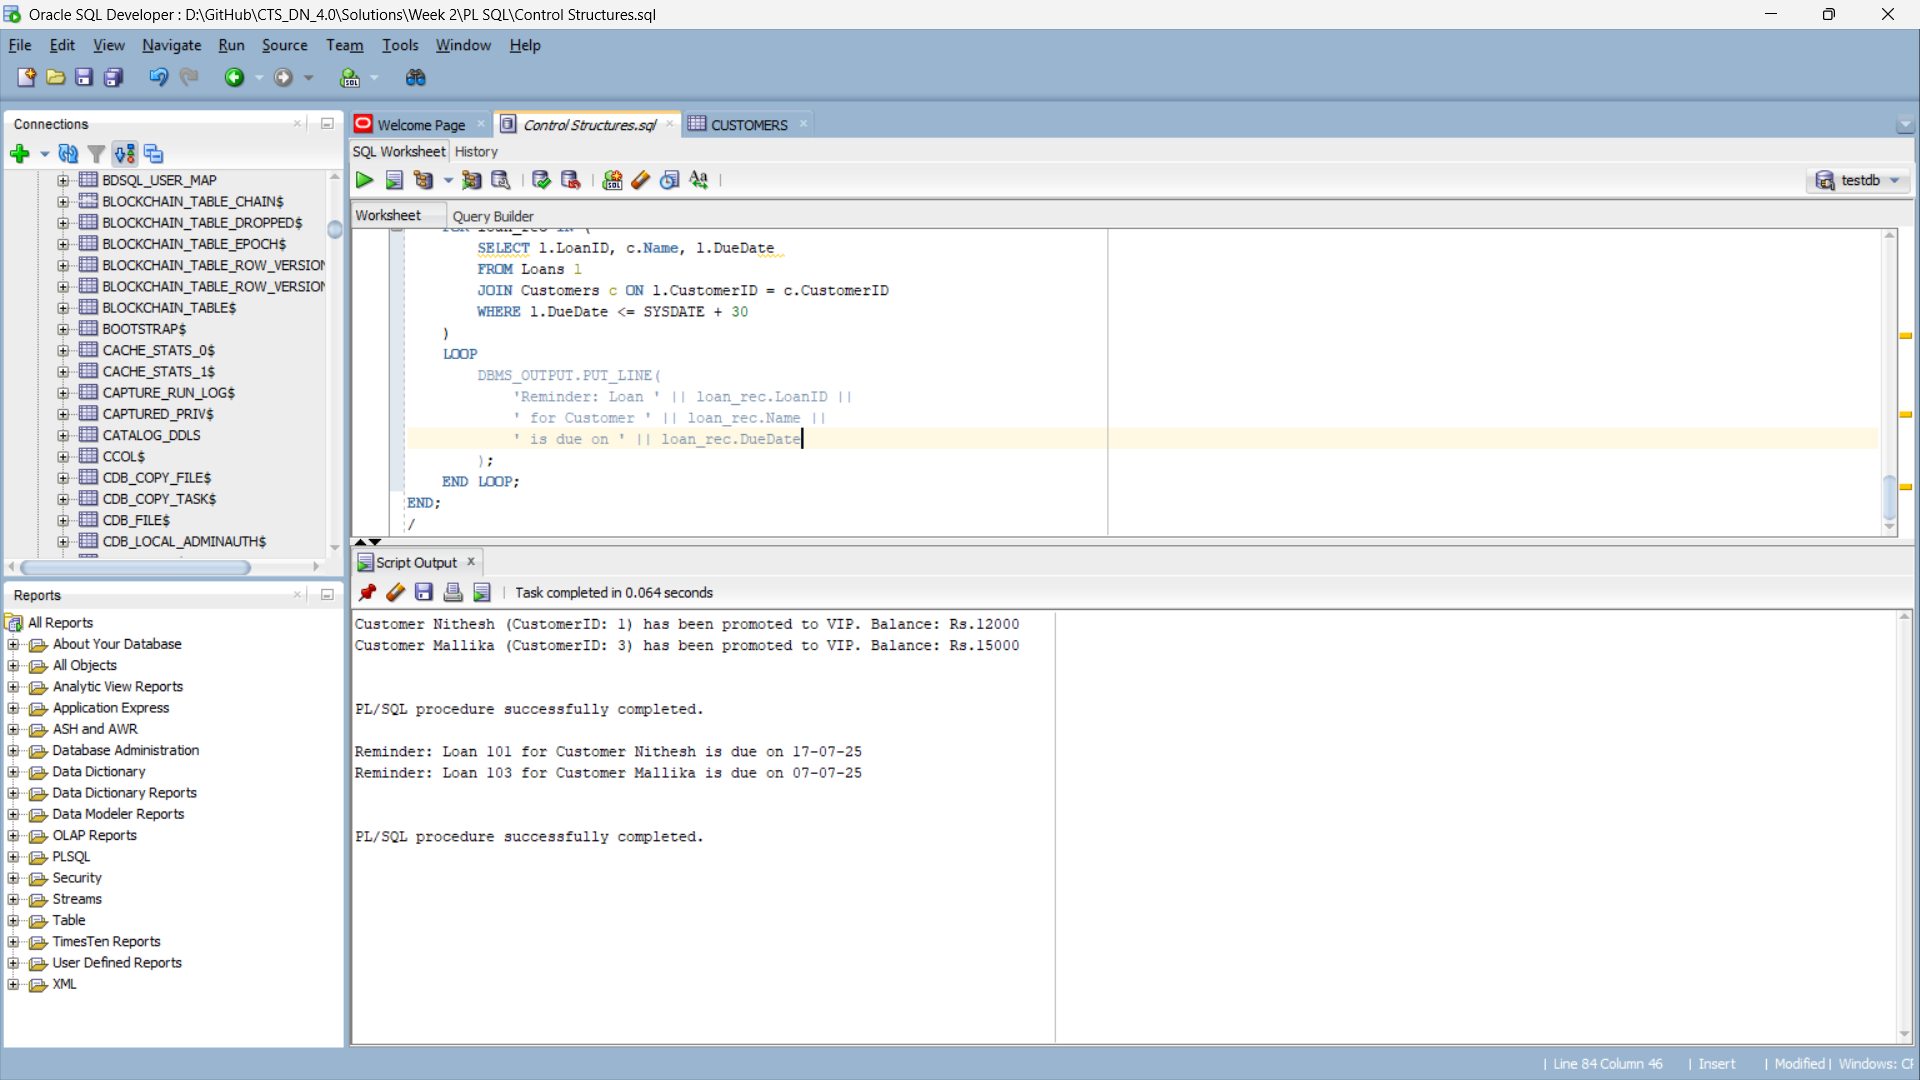 Oracle SQL Developer : D:\GitHub\CTS_DN_4.0\Solutions\Week 2\PL SQL\Control Structures.sql
File Edit View Navigate Run Source Team Tools Window Help
Connections
BDSQL_USER_MAP
BLOCKCHAIN_TABLE_CHAIN$
BLOCKCHAIN_TABLE_DROPPED$
BLOCKCHAIN_TABLE_EPOCH$
BLOCKCHAIN_TABLE_ROW_VERSION
BLOCKCHAIN_TABLE_ROW_VERSION
BLOCKCHAIN_TABLE$
BOOTSTRAP$
CACHE_STATS_0$
CACHE_STATS_1$
CAPTURE_RUN_LOG$
CAPTURED_PRIV$
CATALOG_DDLS
CCOL$
CDB_COPY_FILE$
CDB_COPY_TASK$
CDB_FILE$
CDB_LOCAL_ADMINAUTH$
Reports
All Reports
About Your Database
All Objects
Analytic View Reports
Application Express
ASH and AWR
Database Administration
Data Dictionary
Data Dictionary Reports
Data Modeler Reports
OLAP Reports
PLSQL
Security
Streams
Table
TimesTen Reports
User Defined Reports
XML
Welcome Page Control Structures.sql CUSTOMERS
SQL Worksheet History
testdb
Worksheet Query Builder
FOR loan_rec IN (
SELECT l.LoanID, c.Name, l.DueDate
FROM Loans l
JOIN Customers c ON l.CustomerID = c.CustomerID
WHERE l.DueDate <= SYSDATE + 30
)
LOOP
DBMS_OUTPUT.PUT_LINE(
'Reminder: Loan ' || loan_rec.LoanID ||
' for Customer ' || loan_rec.Name ||
' is due on ' || loan_rec.DueDate
);
END LOOP;
END;
/
Script Output
Task completed in 0.064 seconds
Customer Nithesh (CustomerID: 1) has been promoted to VIP. Balance: Rs.12000
Customer Mallika (CustomerID: 3) has been promoted to VIP. Balance: Rs.15000
PL/SQL procedure successfully completed.
Reminder: Loan 101 for Customer Nithesh is due on 17-07-25
Reminder: Loan 103 for Customer Mallika is due on 07-07-25
PL/SQL procedure successfully completed.
| Line 84 Column 46 | Insert | Modified | Windows: CF